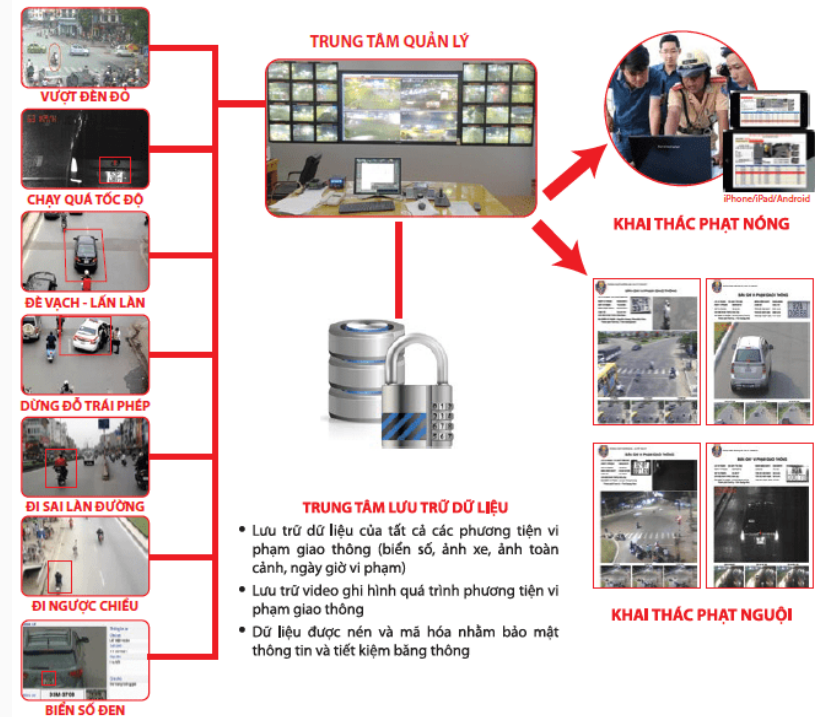 VƯỢT ĐÈN ĐỎ
CHẠY QUÁ TỐC ĐỘ
ĐÈ VẠCH - LẤN LÀN
DỪNG ĐỖ TRÁI PHÉP
ĐI SAI LÀN ĐƯỜNG
ĐI NGƯỢC CHIỀU
BIỂN SỐ ĐEN
TRUNG TÂM QUẢN LÝ
TRUNG TÂM LƯU TRỮ DỮ LIỆU
• Lưu trữ dữ liệu của tất cả các phương tiện vi
phạm giao thông (biển số, ảnh xe, ảnh toàn
cảnh, ngày giờ vi phạm)
• Lưu trữ video ghi hình quá trình phương tiện vi
phạm giao thông
• Dữ liệu được nén và mã hóa nhằm bảo mật
thông tin và tiết kiệm băng thông
iPhone/iPad/Android
KHAI THÁC PHẠT NÓNG
KHAI THÁC PHẠT NGUỘI